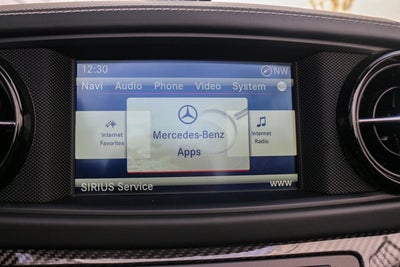 12:30 NW
Navi Audio Phone Video System
Internet
Favorites
Mercedes-Benz
Apps
Internet
Radio
SIRIUS Service WWW